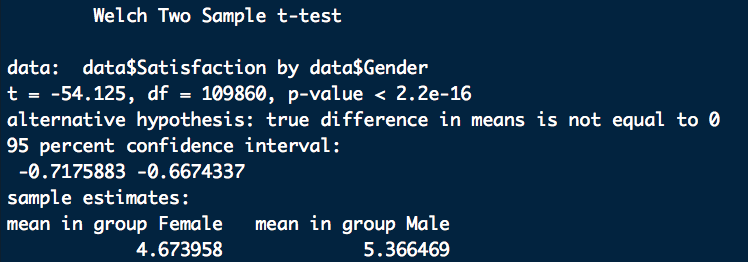 Welch Two Sample t-test
data:  data$Satisfaction by data$Gender
t = -54.125, df = 109860, p-value < 2.2e-16
alternative hypothesis: true difference in means is not equal to 0
95 percent confidence interval:
-0.7175883 -0.6674337
sample estimates:
mean in group Female   mean in group Male
4.673958             5.366469